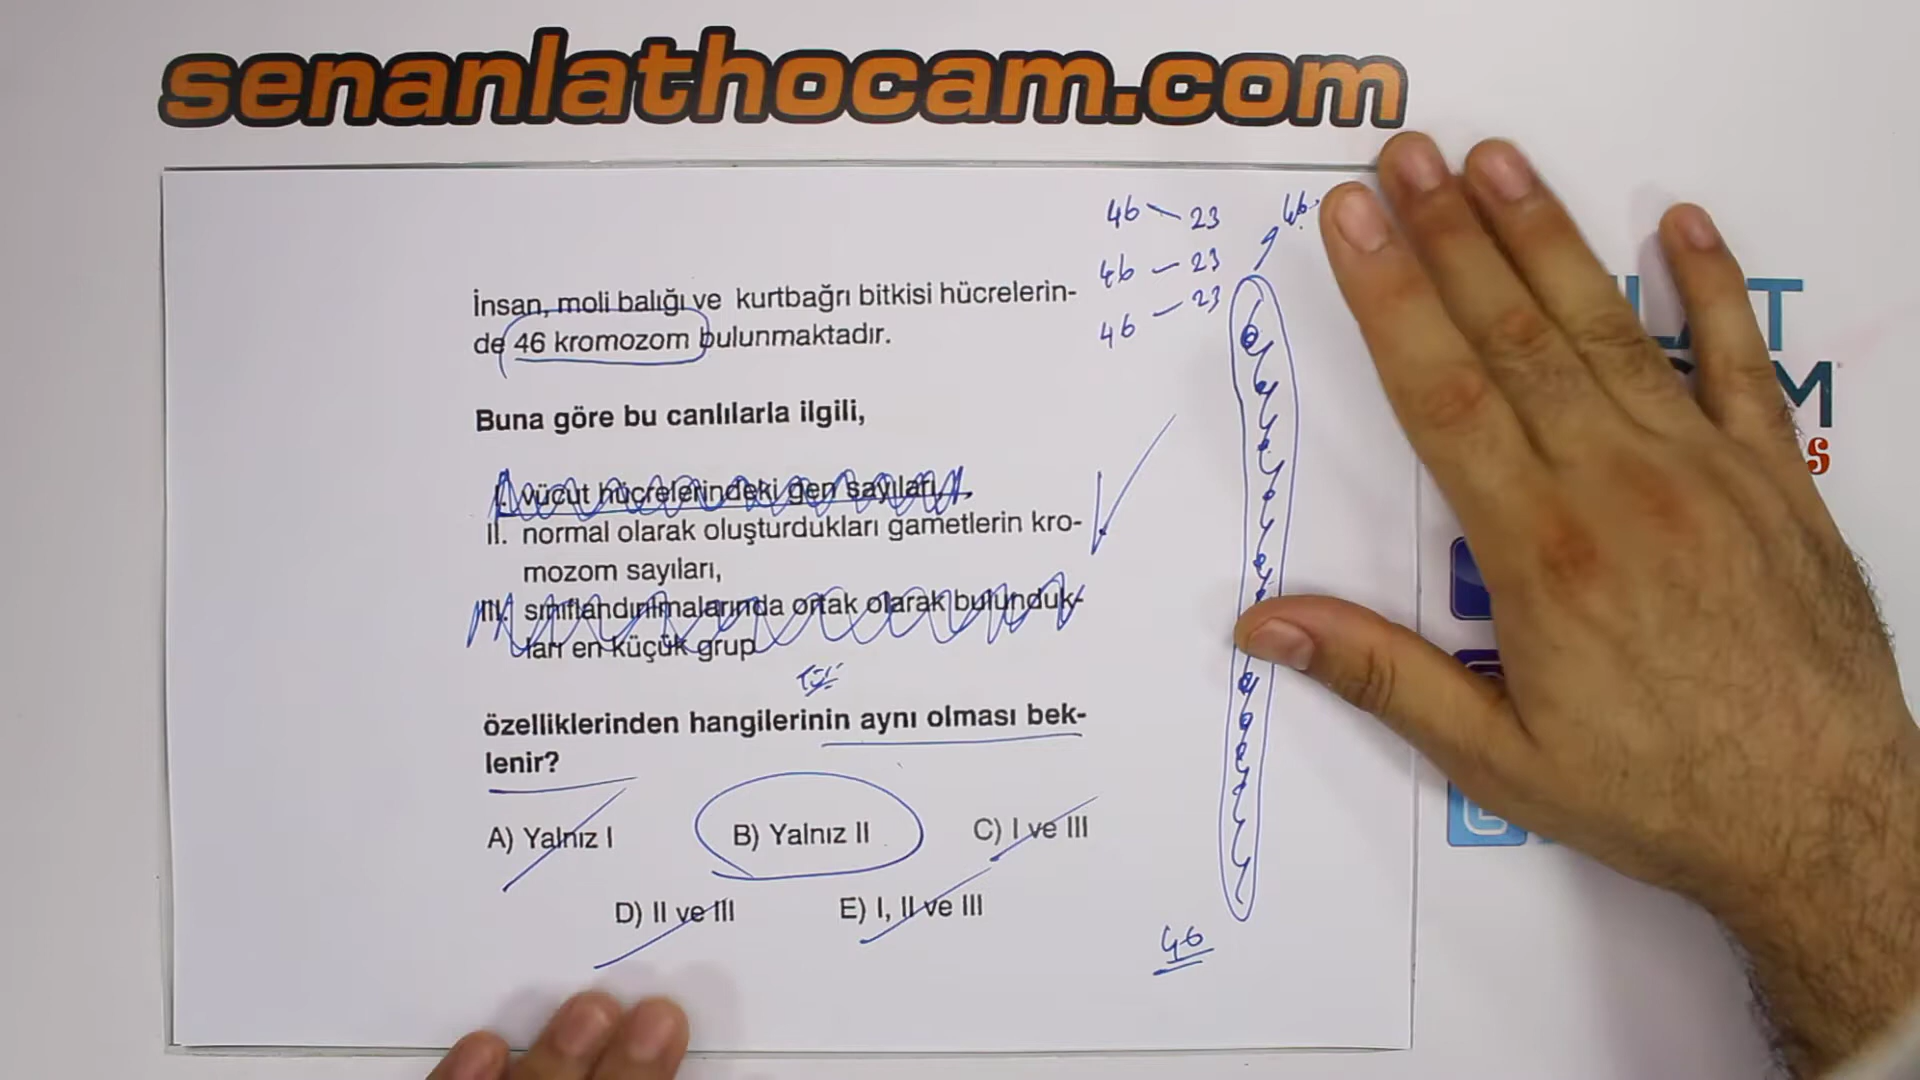 senanlathocam.com
46 23
46 23
46 23
46
İnsan, moli balığı ve kurtbağrı bitkisi hücrelerin-
de 46 kromozom bulunmaktadır.
Buna göre bu canlılarla ilgili,
I. vücut hücrelerindeki gen sayıları,
II. normal olarak oluşturdukları gametlerin kro-
mozom sayıları,
III. sınıflandırılmalarında ortak olarak bulunduk-
ları en küçük grup
tür
özelliklerinden hangilerinin aynı olması bek-
lenir?
A) Yalnız I B) Yalnız II C) I ve III
D) II ve III E) I, II ve III
46